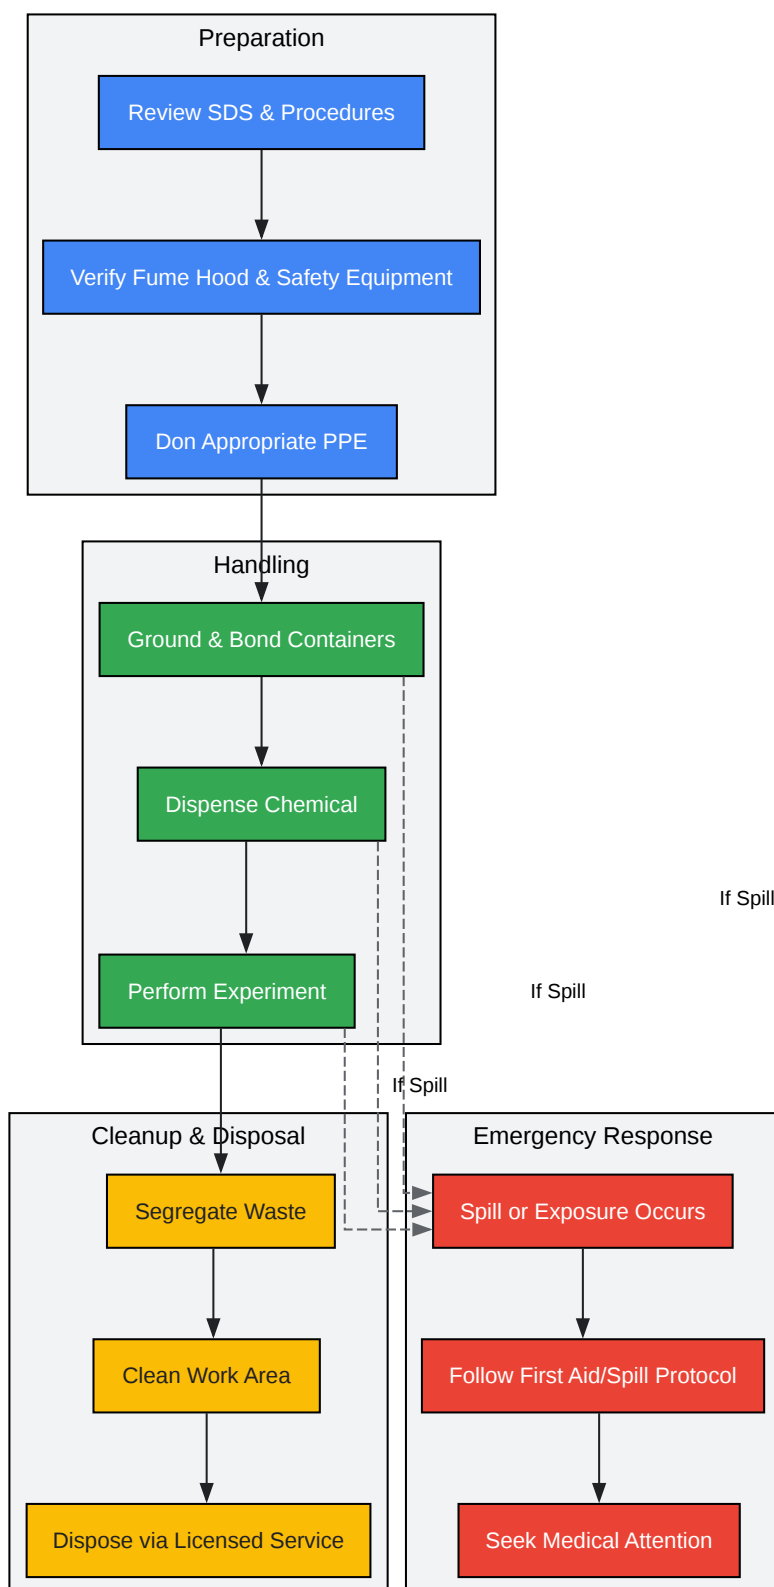 Preparation
Review SDS & Procedures
Verify Fume Hood & Safety Equipment
Don Appropriate PPE
Handling
Ground & Bond Containers
Dispense Chemical
If Spill
Perform Experiment
If Spill
If Spill
Cleanup & Disposal
Segregate Waste
Clean Work Area
Dispose via Licensed Service
Emergency Response
Spill or Exposure Occurs
Follow First Aid/Spill Protocol
Seek Medical Attention